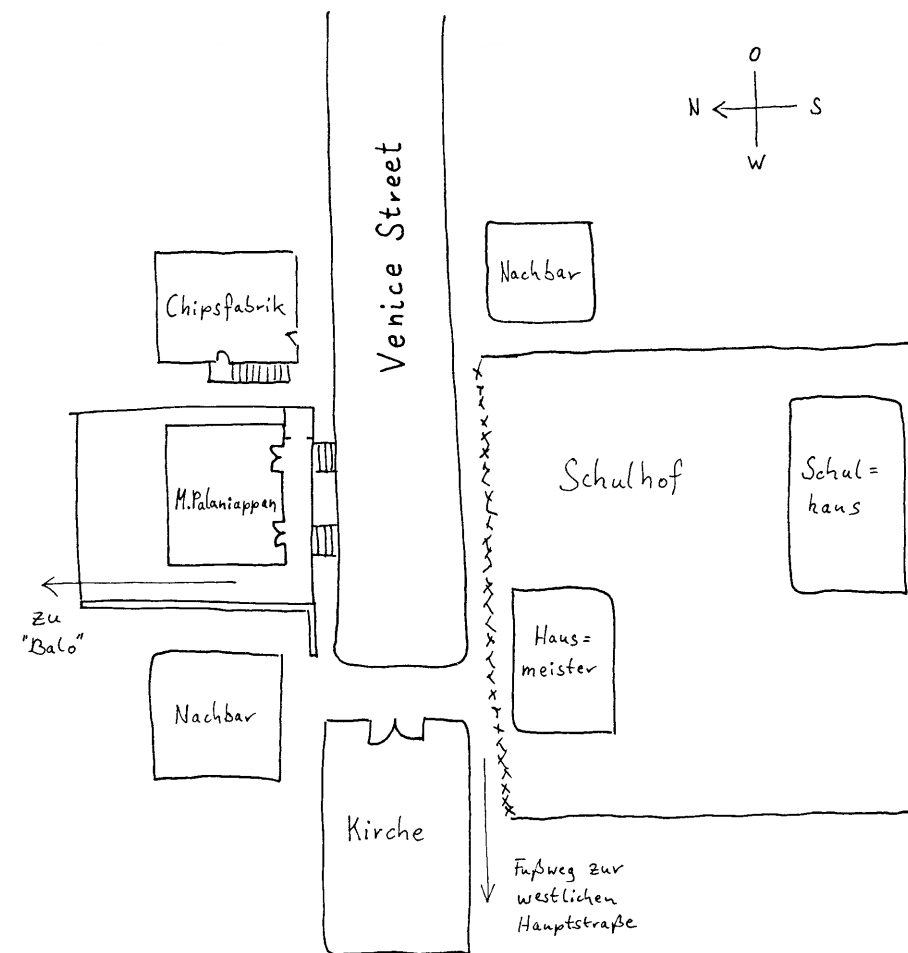 O
N
S
W
Venice Street
Nachbar
Chipsfabrik
Schulhof
Schul=
haus
M. Palaniappan
zu
"Balo"
Haus=
meister
Nachbar
Kirche
Fußweg zur
westlichen
Hauptstraße